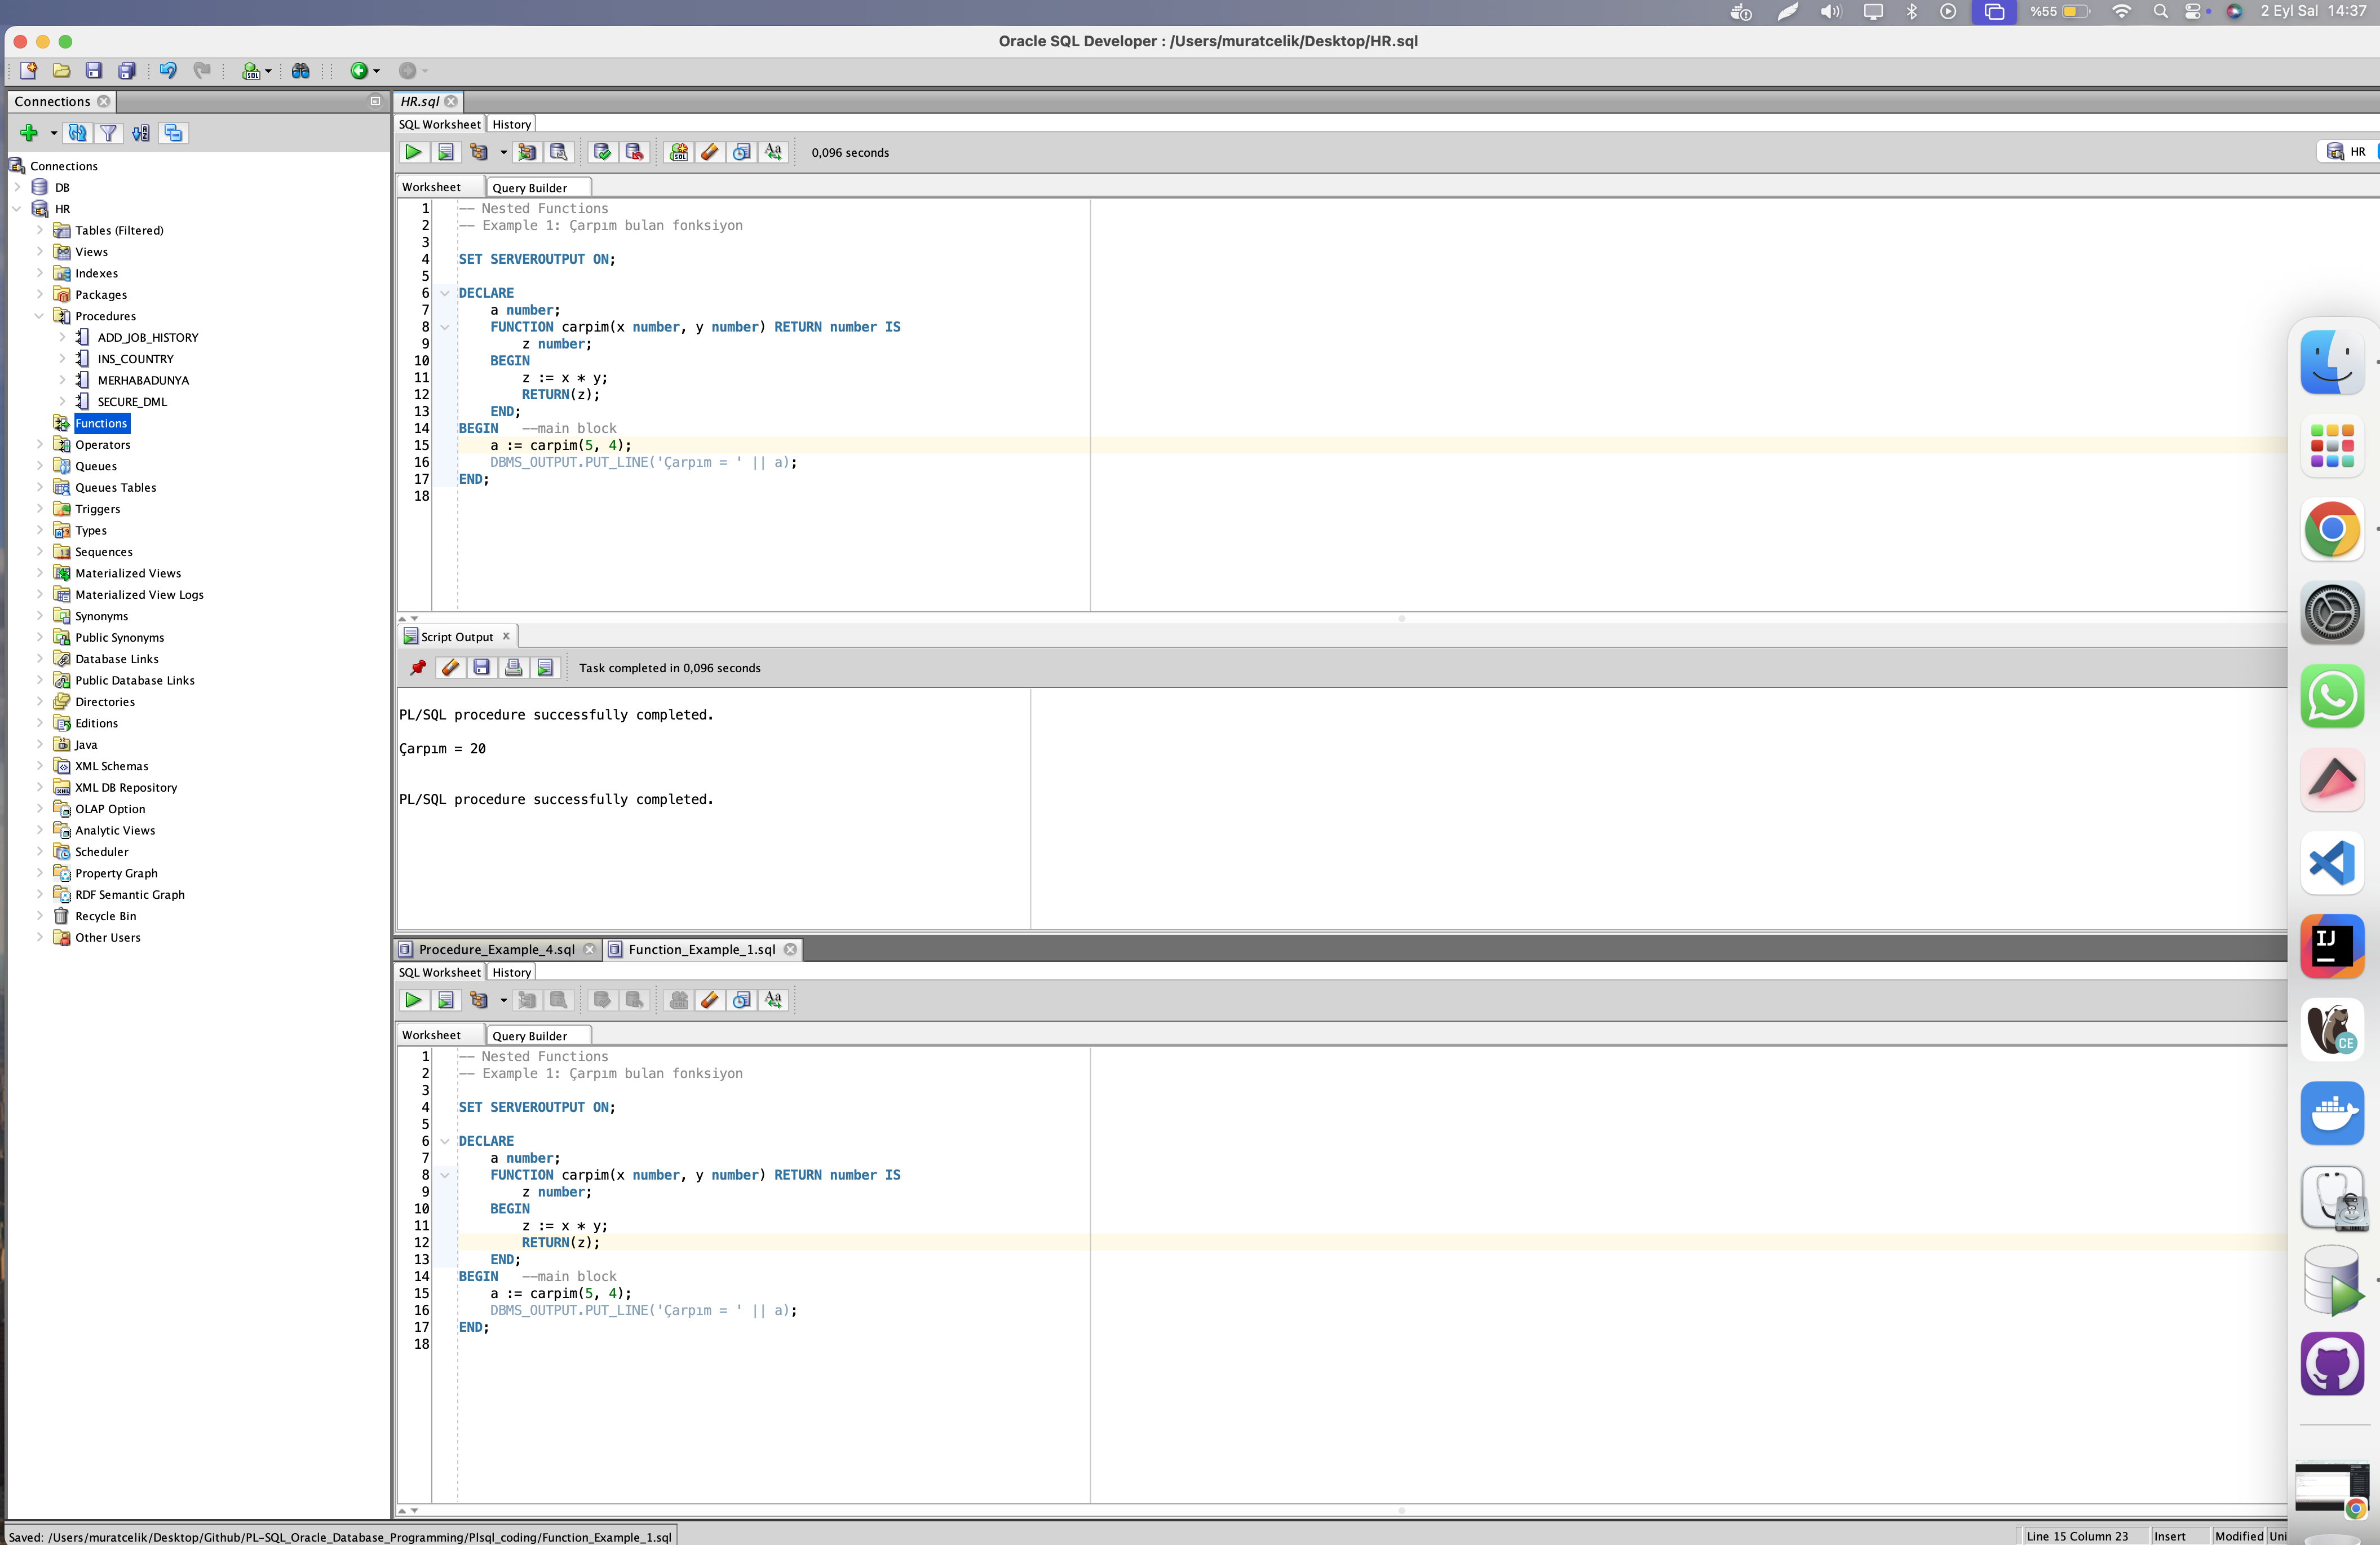 %55
2 Eyl Sal 14:37
Oracle SQL Developer : /Users/muratcelik/Desktop/HR.sql
Connections
Connections
DB
HR
Tables (Filtered)
Views
Indexes
Packages
Procedures
ADD_JOB_HISTORY
INS_COUNTRY
MERHABADUNYA
SECURE_DML
Functions
Operators
Queues
Queues Tables
Triggers
Types
Sequences
Materialized Views
Materialized View Logs
Synonyms
Public Synonyms
Database Links
Public Database Links
Directories
Editions
Java
XML Schemas
XML DB Repository
OLAP Option
Analytic Views
Scheduler
Property Graph
RDF Semantic Graph
Recycle Bin
Other Users
HR.sql
SQL Worksheet History
0,096 seconds
HR
Worksheet Query Builder
1 -- Nested Functions
2 -- Example 1: Çarpım bulan fonksiyon
3
4 SET SERVEROUTPUT ON;
5
6 DECLARE
7 a number;
8 FUNCTION carpim(x number, y number) RETURN number IS
9 z number;
10 BEGIN
11 z := x * y;
12 RETURN(z);
13 END;
14 BEGIN --main block
15 a := carpim(5, 4);
16 DBMS_OUTPUT.PUT_LINE('Çarpım = ' || a);
17 END;
18
Script Output x
Task completed in 0,096 seconds
PL/SQL procedure successfully completed.
Çarpım = 20
PL/SQL procedure successfully completed.
Procedure_Example_4.sql Function_Example_1.sql
SQL Worksheet History
Worksheet Query Builder
1 -- Nested Functions
2 -- Example 1: Çarpım bulan fonksiyon
3
4 SET SERVEROUTPUT ON;
5
6 DECLARE
7 a number;
8 FUNCTION carpim(x number, y number) RETURN number IS
9 z number;
10 BEGIN
11 z := x * y;
12 RETURN(z);
13 END;
14 BEGIN --main block
15 a := carpim(5, 4);
16 DBMS_OUTPUT.PUT_LINE('Çarpım = ' || a);
17 END;
18
IJ
CE
Saved: /Users/muratcelik/Desktop/Github/PL-SQL_Oracle_Database_Programming/Plsql_coding/Function_Example_1.sql
Line 15 Column 23 Insert Modified Uni